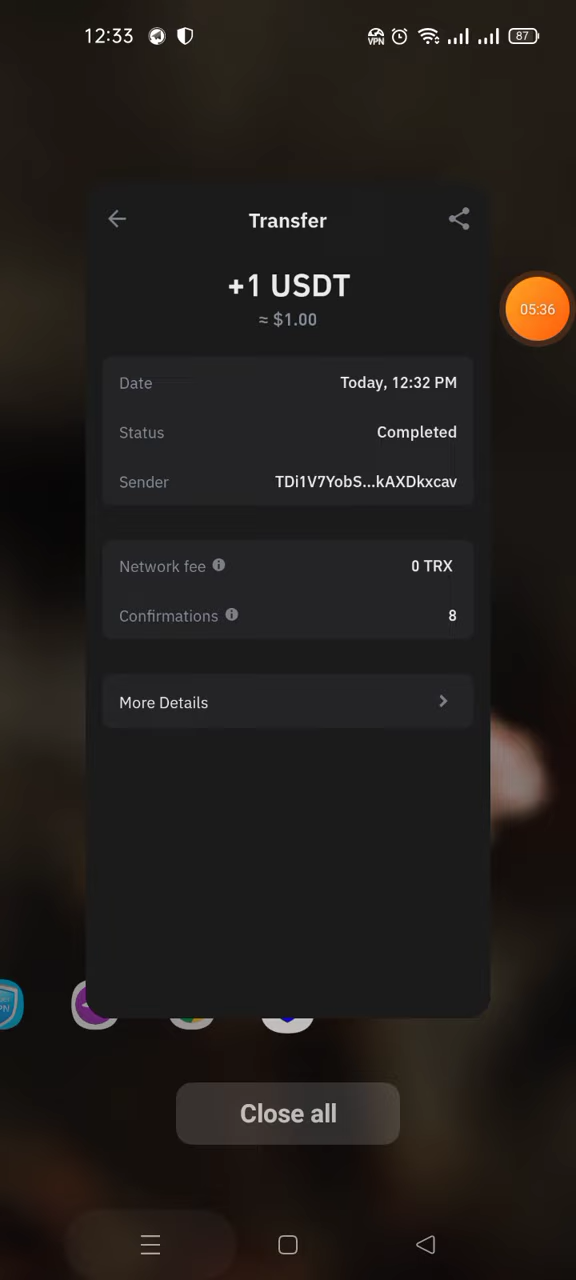 12:33
VPN
87
Transfer
+1 USDT
≈ $1.00
05:36
Date Today, 12:32 PM
Status Completed
Sender TDi1V7YobS...kAXDkxcav
Network fee 0 TRX
Confirmations 8
More Details
Close all